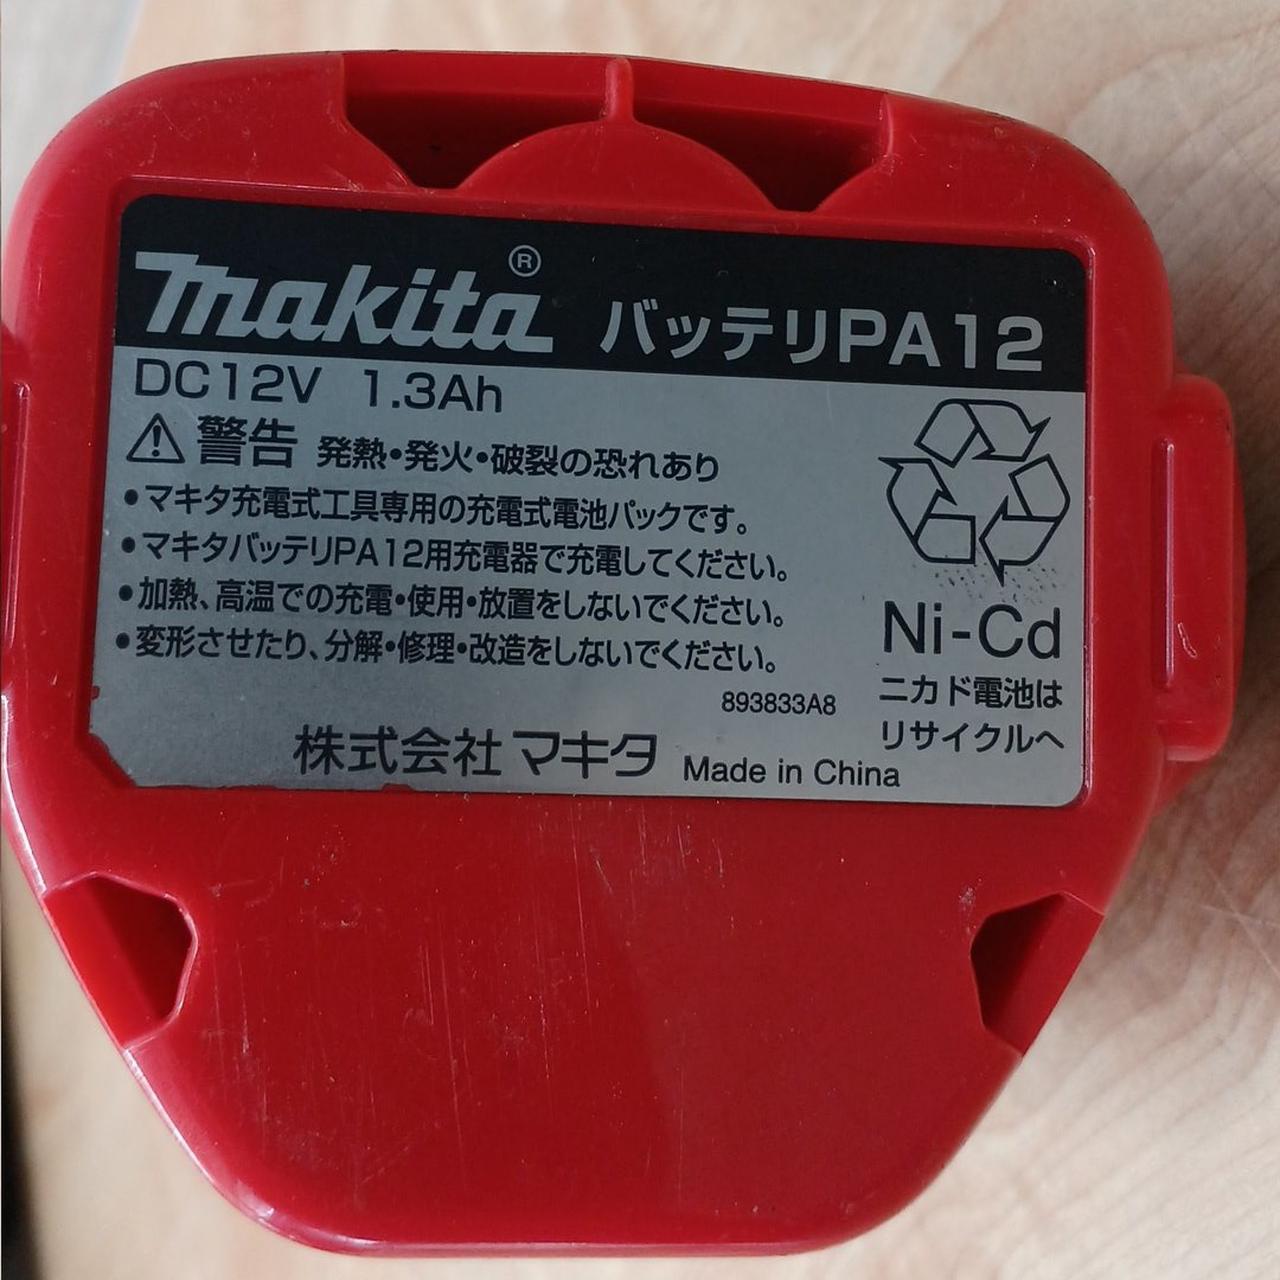 makita® バッテリPA12
DC12V 1.3Ah
警告 発熱・発火・破裂の恐れあり
・マキタ充電式工具専用の充電式電池パックです。
・マキタバッテリPA12用充電器で充電してください。
・加熱、高温での充電・使用・放置をしないでください。
・変形させたり、分解・修理・改造をしないでください。
893833A8
株式会社マキタ Made in China
Ni-Cd
ニカド電池は
リサイクルへ